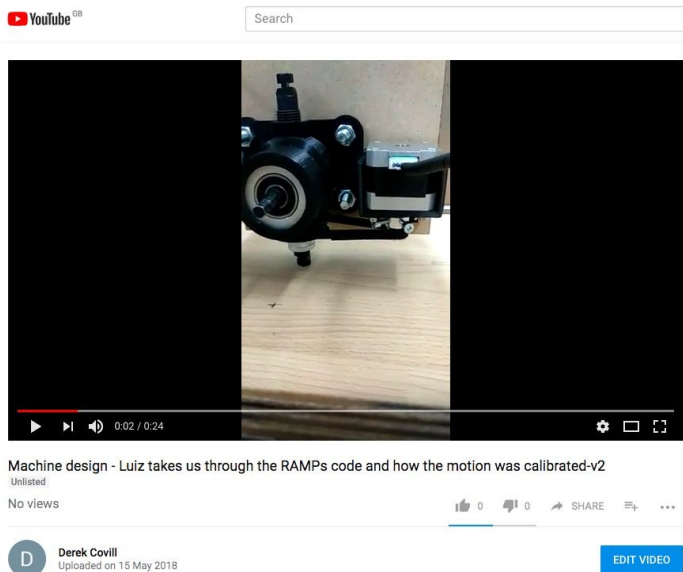 YouTube GB
Search
0:02 / 0:24
Machine design - Luiz takes us through the RAMPs code and how the motion was calibrated-v2
Unlisted
No views
0
0
SHARE
D
Derek Covill
Uploaded on 15 May 2018
EDIT VIDEO